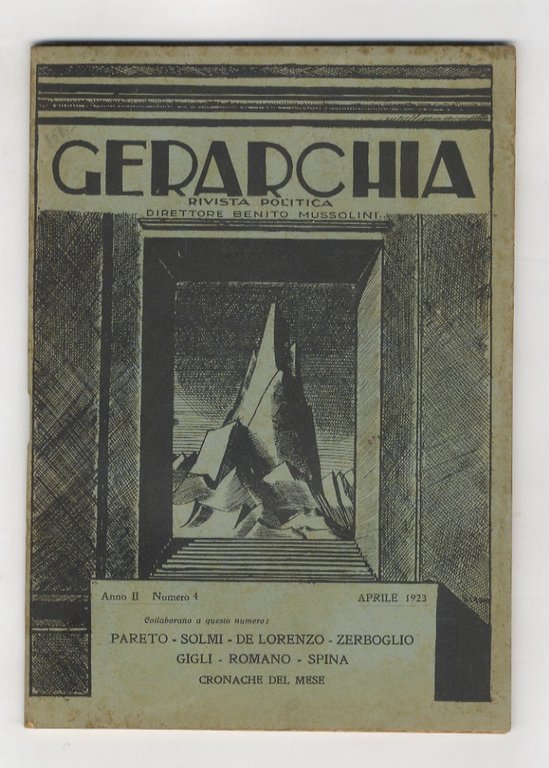 GERARCHIA
RIVISTA POLITICA
DIRETTORE BENITO MUSSOLINI
Anno II Numero 4 APRILE 1923
Collaborano a questo numero:
PARETO - SOLMI - DE LORENZO - ZERBOGLIO
GIGLI - ROMANO - SPINA
CRONACHE DEL MESE